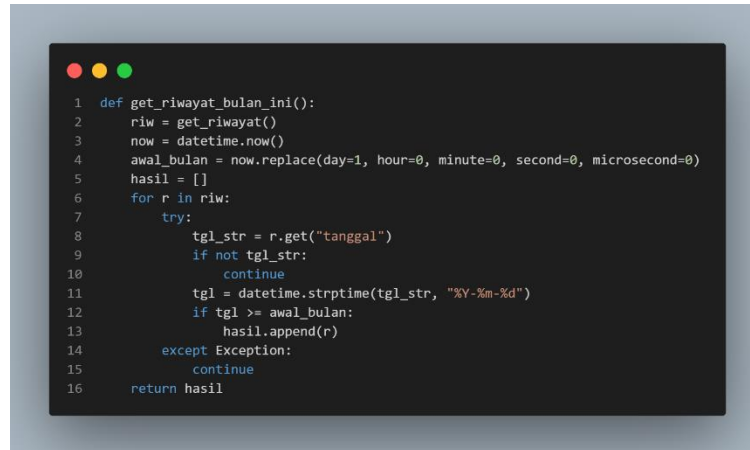 1 def get_riwayat_bulan_ini():
2     riw = get_riwayat()
3     now = datetime.now()
4     awal_bulan = now.replace(day=1, hour=0, minute=0, second=0, microsecond=0)
5     hasil = []
6     for r in riw:
7         try:
8             tgl_str = r.get("tanggal")
9             if not tgl_str:
10                 continue
11             tgl = datetime.strptime(tgl_str, "%Y-%m-%d")
12             if tgl >= awal_bulan:
13                 hasil.append(r)
14         except Exception:
15             continue
16     return hasil